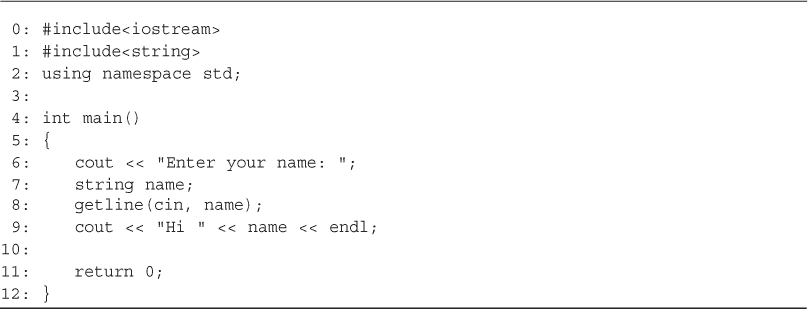 0: #include<iostream>
1: #include<string>
2: using namespace std;
3:
4: int main()
5: {
6:    cout << "Enter your name: ";
7:    string name;
8:    getline(cin, name);
9:    cout << "Hi " << name << endl;
10:
11:    return 0;
12: }